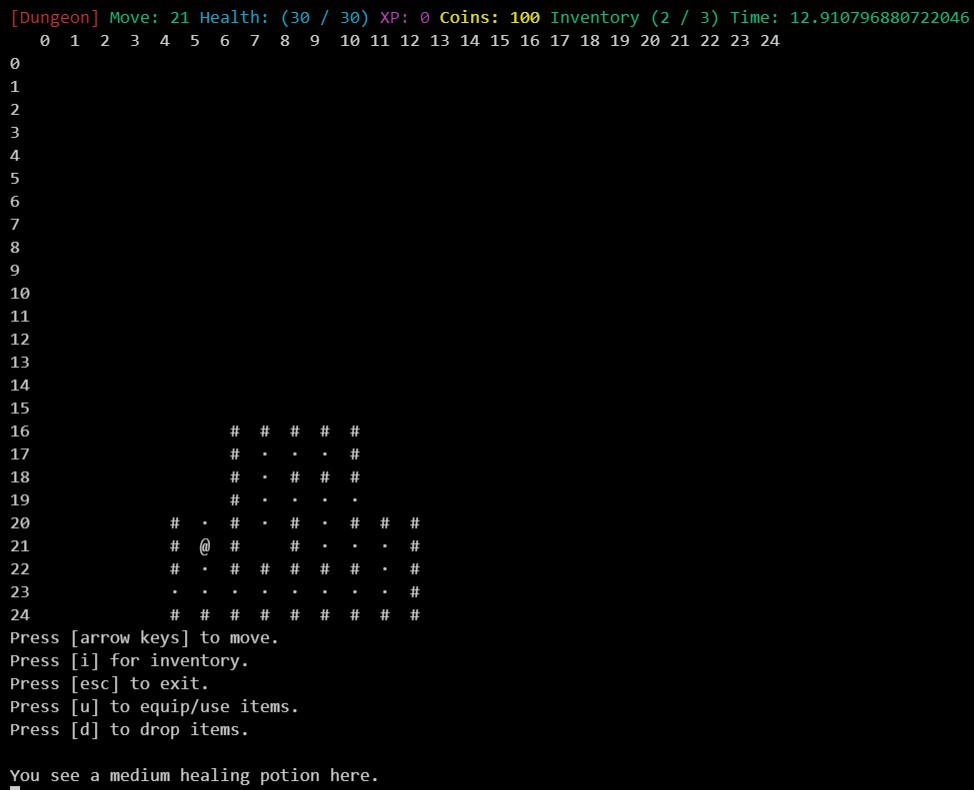 [Dungeon] Move: 21 Health: (30 / 30) XP: 0 Coins: 100 Inventory (2 / 3) Time: 12.910796880722046
0 1 2 3 4 5 6 7 8 9 10 11 12 13 14 15 16 17 18 19 20 21 22 23 24
0
1
2
3
4
5
6
7
8
9
10
11
12
13
14
15
16 # # # # #
17 # · · · #
18 # · # # #
19 # · · · ·
20 # · # · # · # # #
21 # @ # # · · · #
22 # · # # # # # · #
23 · · · · · · · · #
24 # # # # # # # # #
Press [arrow keys] to move.
Press [i] for inventory.
Press [esc] to exit.
Press [u] to equip/use items.
Press [d] to drop items.
You see a medium healing potion here.